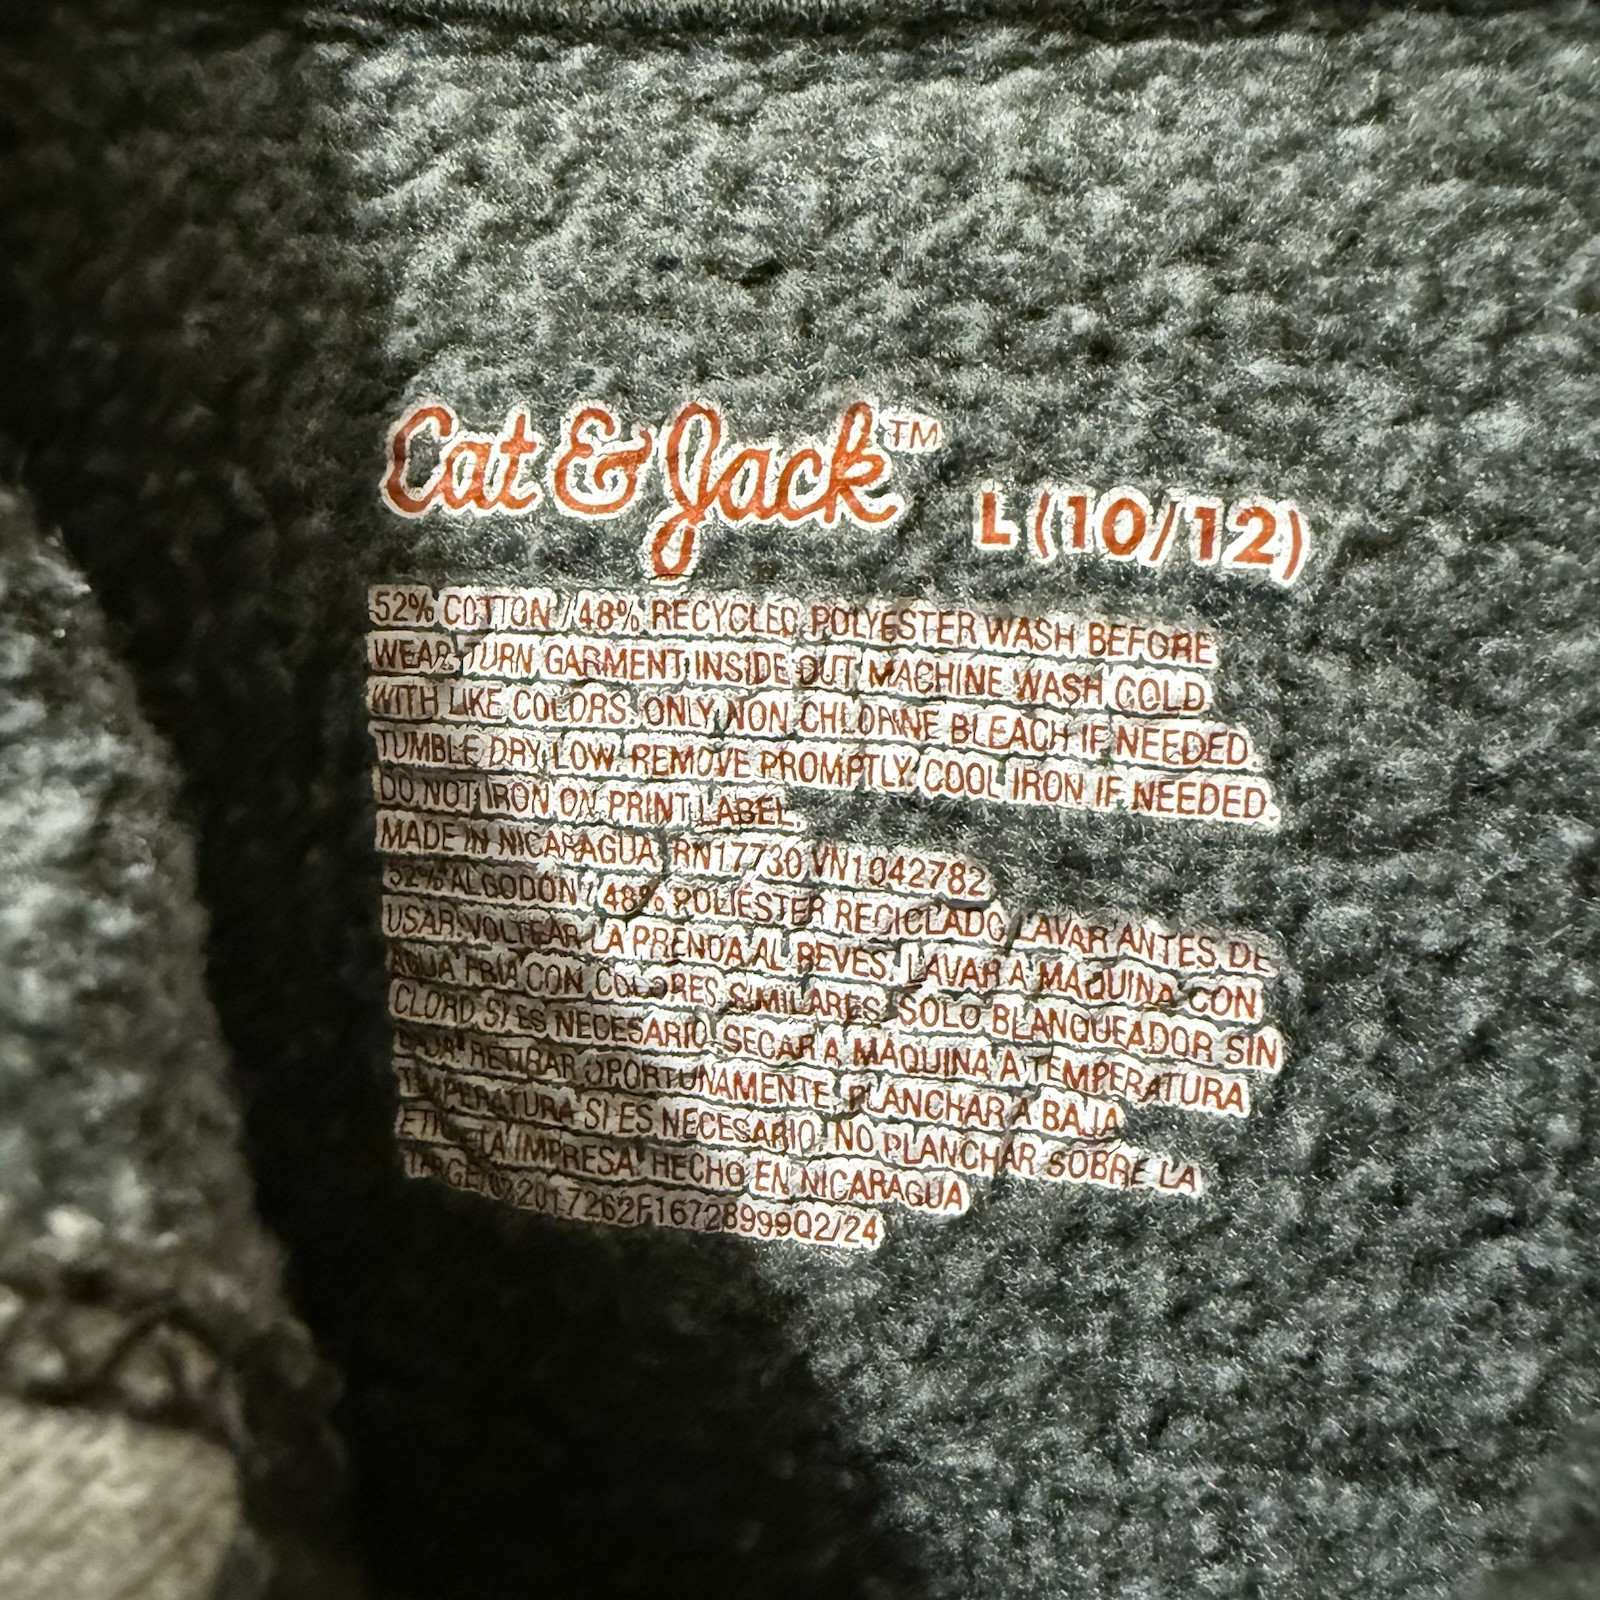 Cat & Jack™ L (10/12)
52% COTTON / 48% RECYCLED POLYESTER WASH BEFORE
WEAR. TURN GARMENT INSIDE OUT. MACHINE WASH COLD
WITH LIKE COLORS. ONLY NON CHLORINE BLEACH IF NEEDED.
TUMBLE DRY LOW. REMOVE PROMPTLY. COOL IRON IF NEEDED.
DO NOT IRON ON PRINT LABEL.
MADE IN NICARAGUA RN17730 VN1042782
52% ALGODON / 48% POLIESTER RECICLADO LAVAR ANTES DE
USAR. VOLTEAR LA PRENDA AL REVES. LAVAR A MAQUINA CON
AGUA FRIA CON COLORES SIMILARES. SOLO BLANQUEADOR SIN
CLORO SI ES NECESARIO. SECAR A MAQUINA A TEMPERATURA
BAJA. RETIRAR OPORTUNAMENTE. PLANCHAR A BAJA
TEMPERATURA SI ES NECESARIO. NO PLANCHAR SOBRE LA
ETIQUETA IMPRESA. HECHO EN NICARAGUA